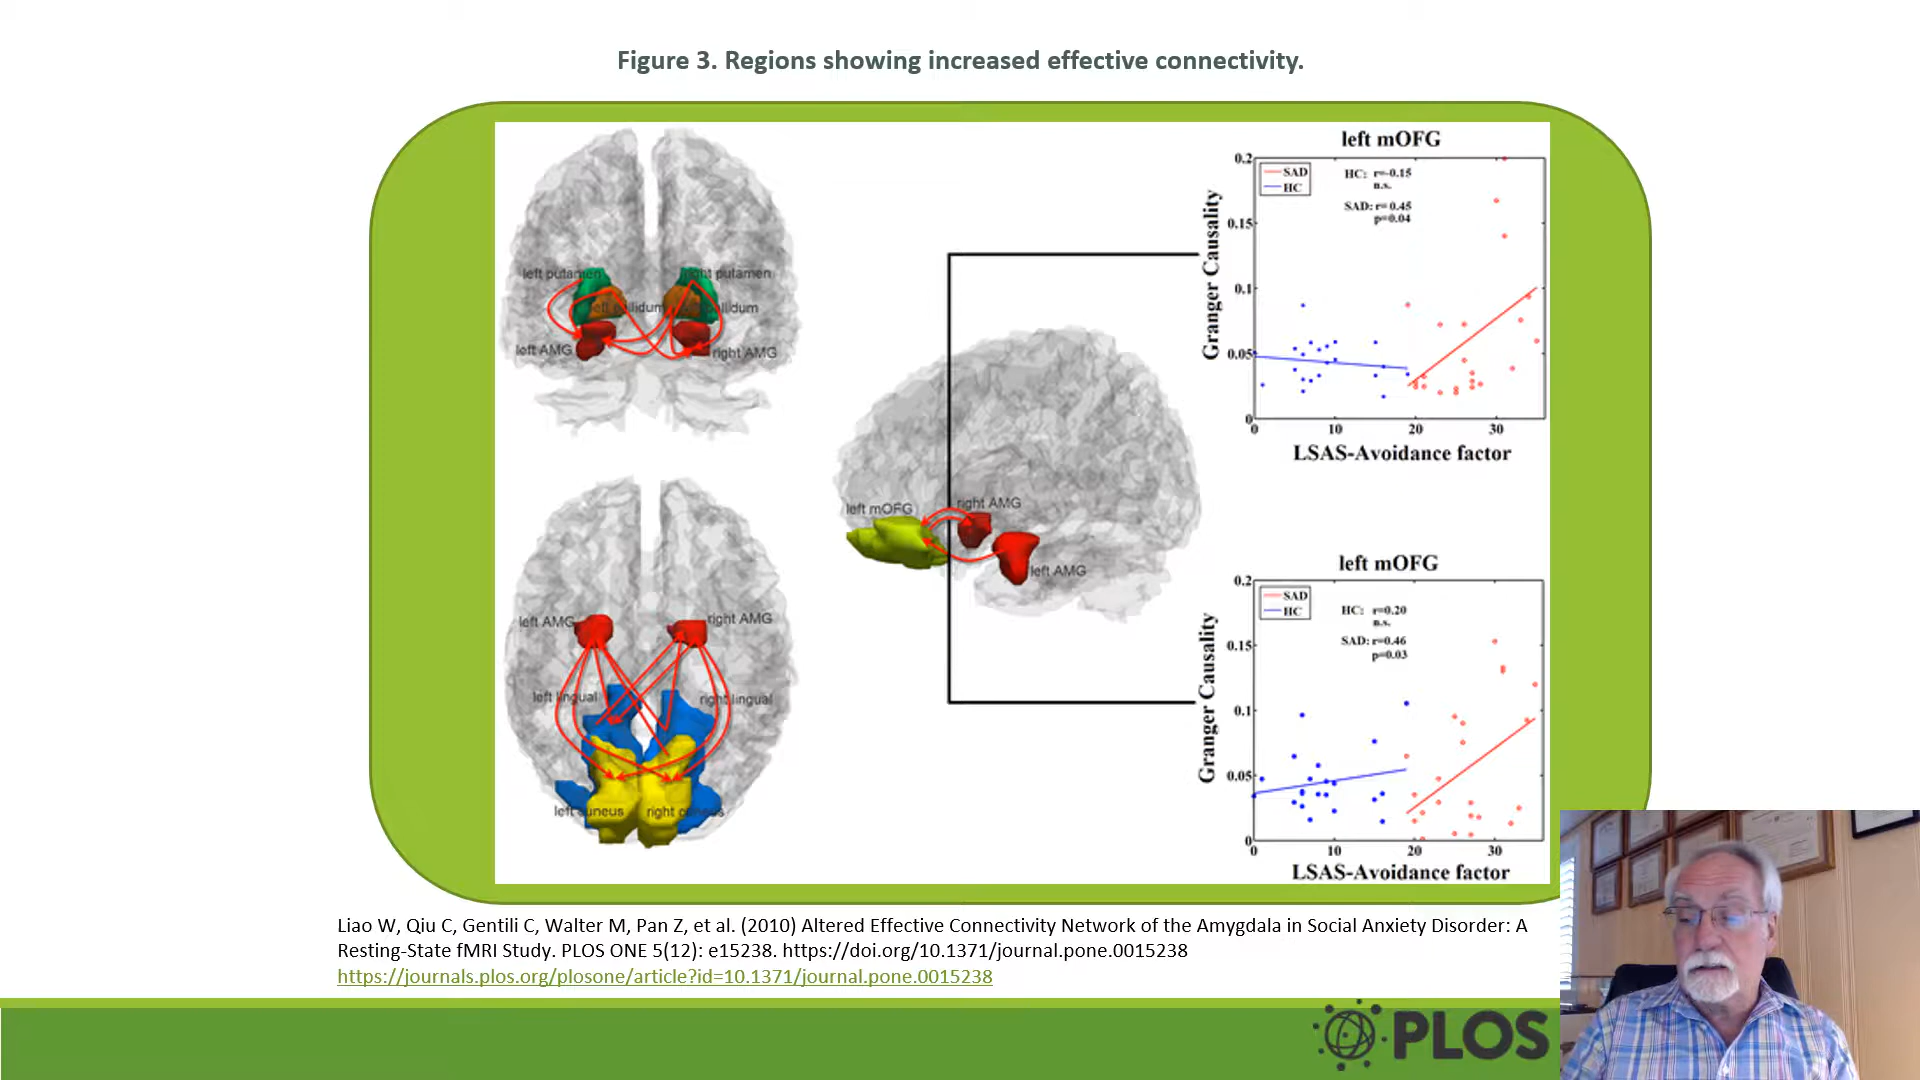 Figure 3. Regions showing increased effective connectivity.
left putamen
right putamen
left pallidum
pallidum
left AMG
right AMG
left AMG
right AMG
left lingual
right lingual
left cuneus
right cuneus
left mOFG
right AMG
left AMG
left mOFG
SAD
HC
HC: r=-0.15
n.s.
SAD: r= 0.45
p=0.04
Granger Causality
0.2
0.15
0.1
0.05
0
0 10 20 30
LSAS-Avoidance factor
left mOFG
SAD
HC
HC: r=0.20
n.s.
SAD: r=0.46
p=0.03
Granger Causality
0.2
0.15
0.1
0.05
0
0 10 20 30
LSAS-Avoidance factor
Liao W, Qiu C, Gentili C, Walter M, Pan Z, et al. (2010) Altered Effective Connectivity Network of the Amygdala in Social Anxiety Disorder: A
Resting-State fMRI Study. PLOS ONE 5(12): e15238. https://doi.org/10.1371/journal.pone.0015238
https://journals.plos.org/plosone/article?id=10.1371/journal.pone.0015238
PLOS